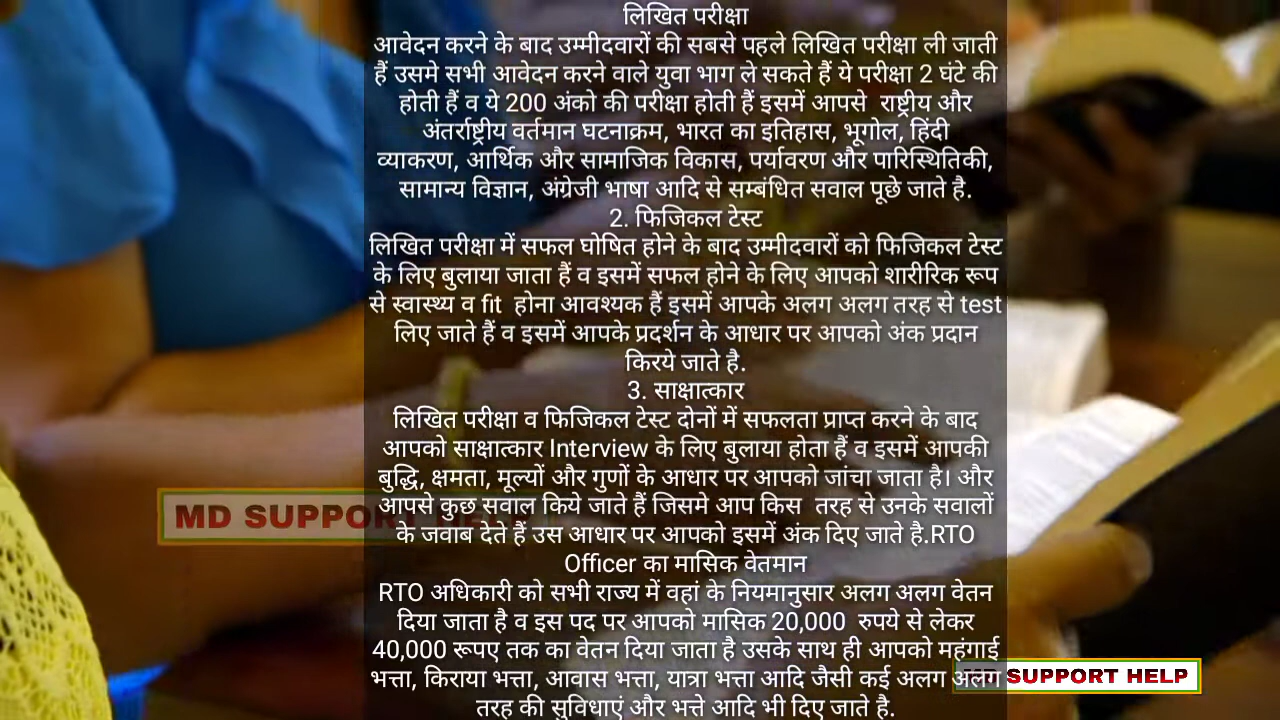 लिखित परीक्षा
आवेदन करने के बाद उम्मीदवारों की सबसे पहले लिखित परीक्षा ली जाती
हैं उसमे सभी आवेदन करने वाले युवा भाग ले सकते हैं ये परीक्षा 2 घंटे की
होती हैं व ये 200 अंको की परीक्षा होती हैं इसमें आपसे  राष्ट्रीय और
अंतर्राष्ट्रीय वर्तमान घटनाक्रम, भारत का इतिहास, भूगोल, हिंदी
व्याकरण, आर्थिक और सामाजिक विकास, पर्यावरण और पारिस्थितिकी,
सामान्य विज्ञान, अंग्रेजी भाषा आदि से सम्बंधित सवाल पूछे जाते है.
2. फिजिकल टेस्ट
लिखित परीक्षा में सफल घोषित होने के बाद उम्मीदवारों को फिजिकल टेस्ट
के लिए बुलाया जाता हैं व इसमें सफल होने के लिए आपको शारीरिक रूप
से स्वास्थ्य व fit  होना आवश्यक हैं इसमें आपके अलग अलग तरह से test
लिए जाते हैं व इसमें आपके प्रदर्शन के आधार पर आपको अंक प्रदान
किरये जाते है.
3. साक्षात्कार
लिखित परीक्षा व फिजिकल टेस्ट दोनों में सफलता प्राप्त करने के बाद
आपको साक्षात्कार Interview के लिए बुलाया होता हैं व इसमें आपकी
बुद्धि, क्षमता, मूल्यों और गुणों के आधार पर आपको जांचा जाता है। और
आपसे कुछ सवाल किये जाते हैं जिसमे आप किस  तरह से उनके सवालों
के जवाब देते हैं उस आधार पर आपको इसमें अंक दिए जाते है.RTO
Officer का मासिक वेतमान
RTO अधिकारी को सभी राज्य में वहां के नियमानुसार अलग अलग वेतन
दिया जाता है व इस पद पर आपको मासिक 20,000  रुपये से लेकर
40,000 रूपए तक का वेतन दिया जाता है उसके साथ ही आपको महंगाई
भत्ता, किराया भत्ता, आवास भत्ता, यात्रा भत्ता आदि जैसी कई अलग अलग
तरह की सुविधाएं और भत्ते आदि भी दिए जाते है.
MD SUPPORT HELP
MD SUPPORT HELP